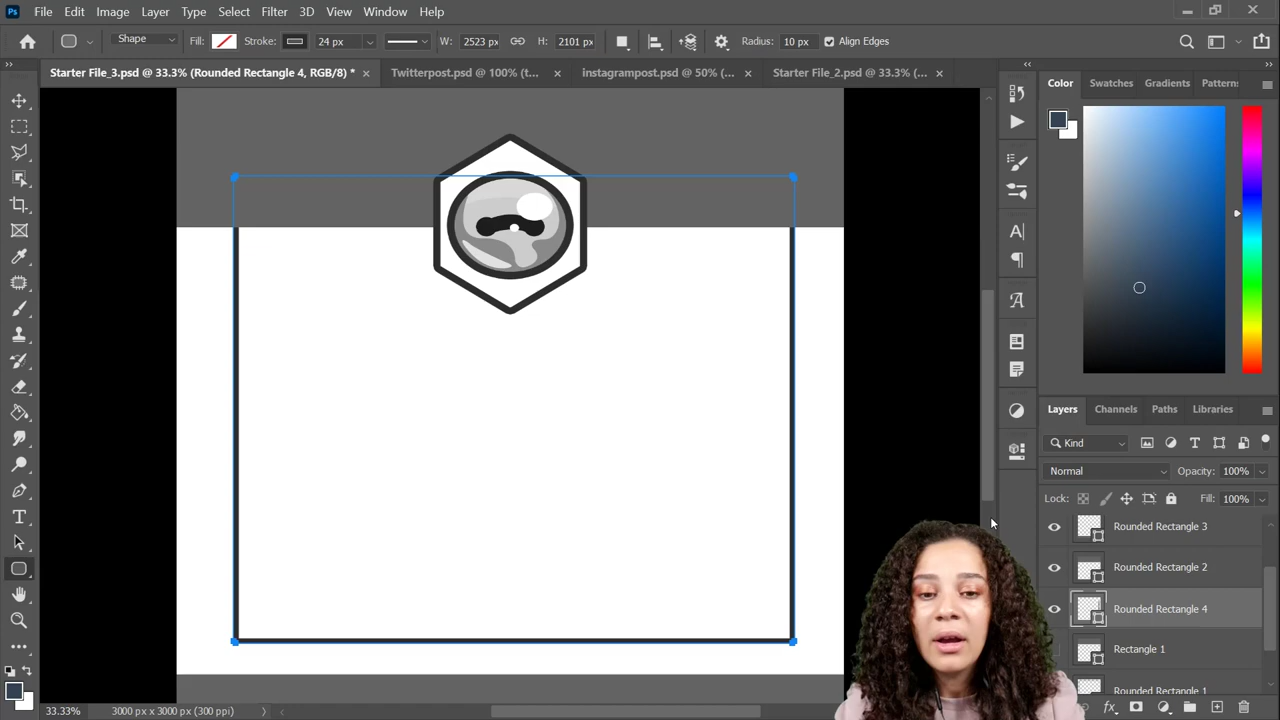 Ps File Edit Image Layer Type Select Filter 3D View Window Help
Shape Fill: Stroke: 24 px W: 2523 px H: 2101 px Radius: 10 px Align Edges
Starter File_3.psd @ 33.3% (Rounded Rectangle 4, RGB/8) * Twitterpost.psd @ 100% (t... instagrampost.psd @ 50% (... Starter File_2.psd @ 33.3% (...
Color Swatches Gradients Patterns
Layers Channels Paths Libraries
Kind
Normal Opacity: 100%
Lock: Fill: 100%
Rounded Rectangle 3
Rounded Rectangle 2
Rounded Rectangle 4
Rectangle 1
Rounded Rectangle 1
33.33% 3000 px x 3000 px (300 ppi)